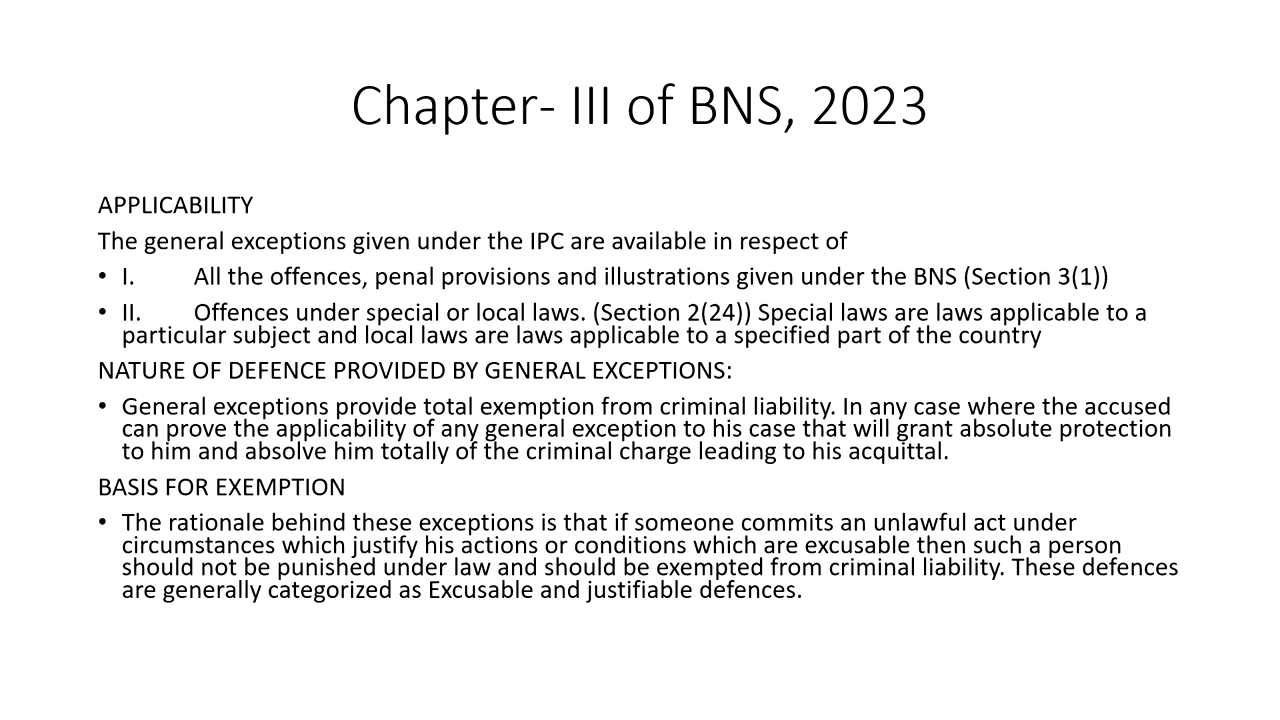 Chapter- III of BNS, 2023
APPLICABILITY
The general exceptions given under the IPC are available in respect of
• I. All the offences, penal provisions and illustrations given under the BNS (Section 3(1))
• II. Offences under special or local laws. (Section 2(24)) Special laws are laws applicable to a
particular subject and local laws are laws applicable to a specified part of the country
NATURE OF DEFENCE PROVIDED BY GENERAL EXCEPTIONS:
• General exceptions provide total exemption from criminal liability. In any case where the accused
can prove the applicability of any general exception to his case that will grant absolute protection
to him and absolve him totally of the criminal charge leading to his acquittal.
BASIS FOR EXEMPTION
• The rationale behind these exceptions is that if someone commits an unlawful act under
circumstances which justify his actions or conditions which are excusable then such a person
should not be punished under law and should be exempted from criminal liability. These defences
are generally categorized as Excusable and justifiable defences.